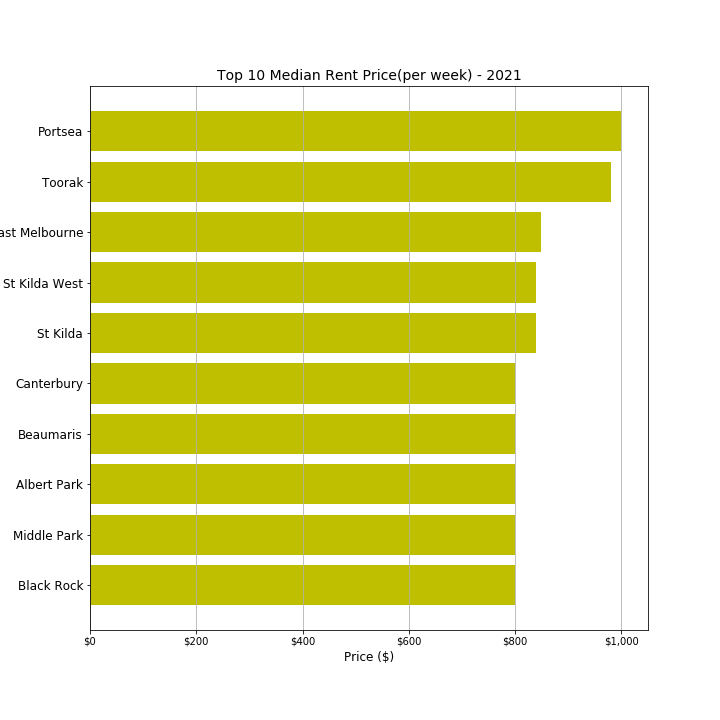 Top 10 Median Rent Price(per week) - 2021
Portsea
Toorak
ast Melbourne
St Kilda West
St Kilda
Canterbury
Beaumaris
Albert Park
Middle Park
Black Rock
$0 $200 $400 $600 $800 $1,000
Price ($)